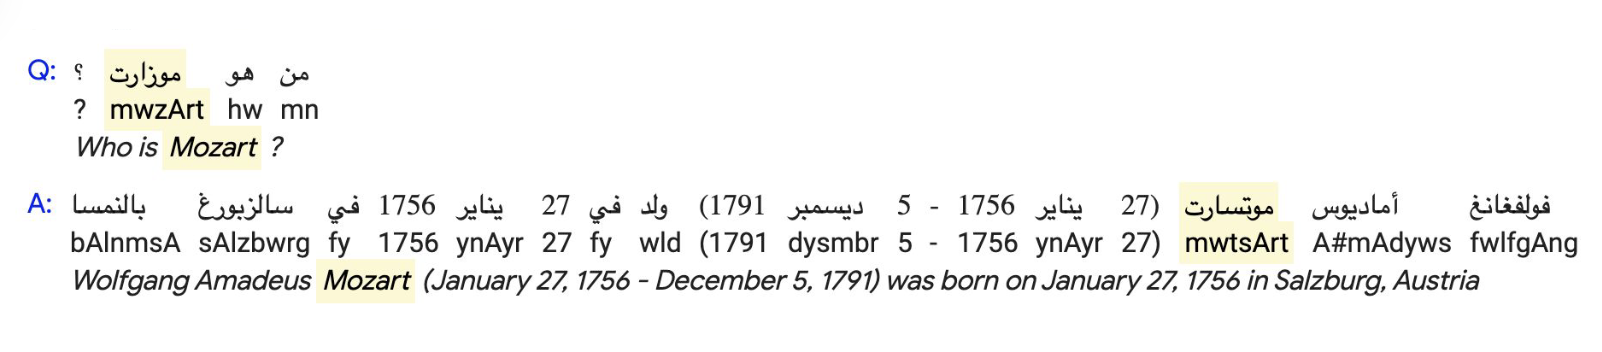 Q: من هو موزارت ؟
? mwzArt hw mn
Who is Mozart ?
A: فولفغانغ أماديوس موتسارت (27 يناير 1756 - 5 ديسمبر 1791) ولد في 27 يناير 1756 في سالزبورغ بالنمسا
bAlnmsA sAlzbwrg fy 1756 ynAyr 27 fy wld (1791 dysmbr 5 - 1756 ynAyr 27) mwtsArt A#mAdyws fwlfgAng
Wolfgang Amadeus Mozart (January 27, 1756 - December 5, 1791) was born on January 27, 1756 in Salzburg, Austria